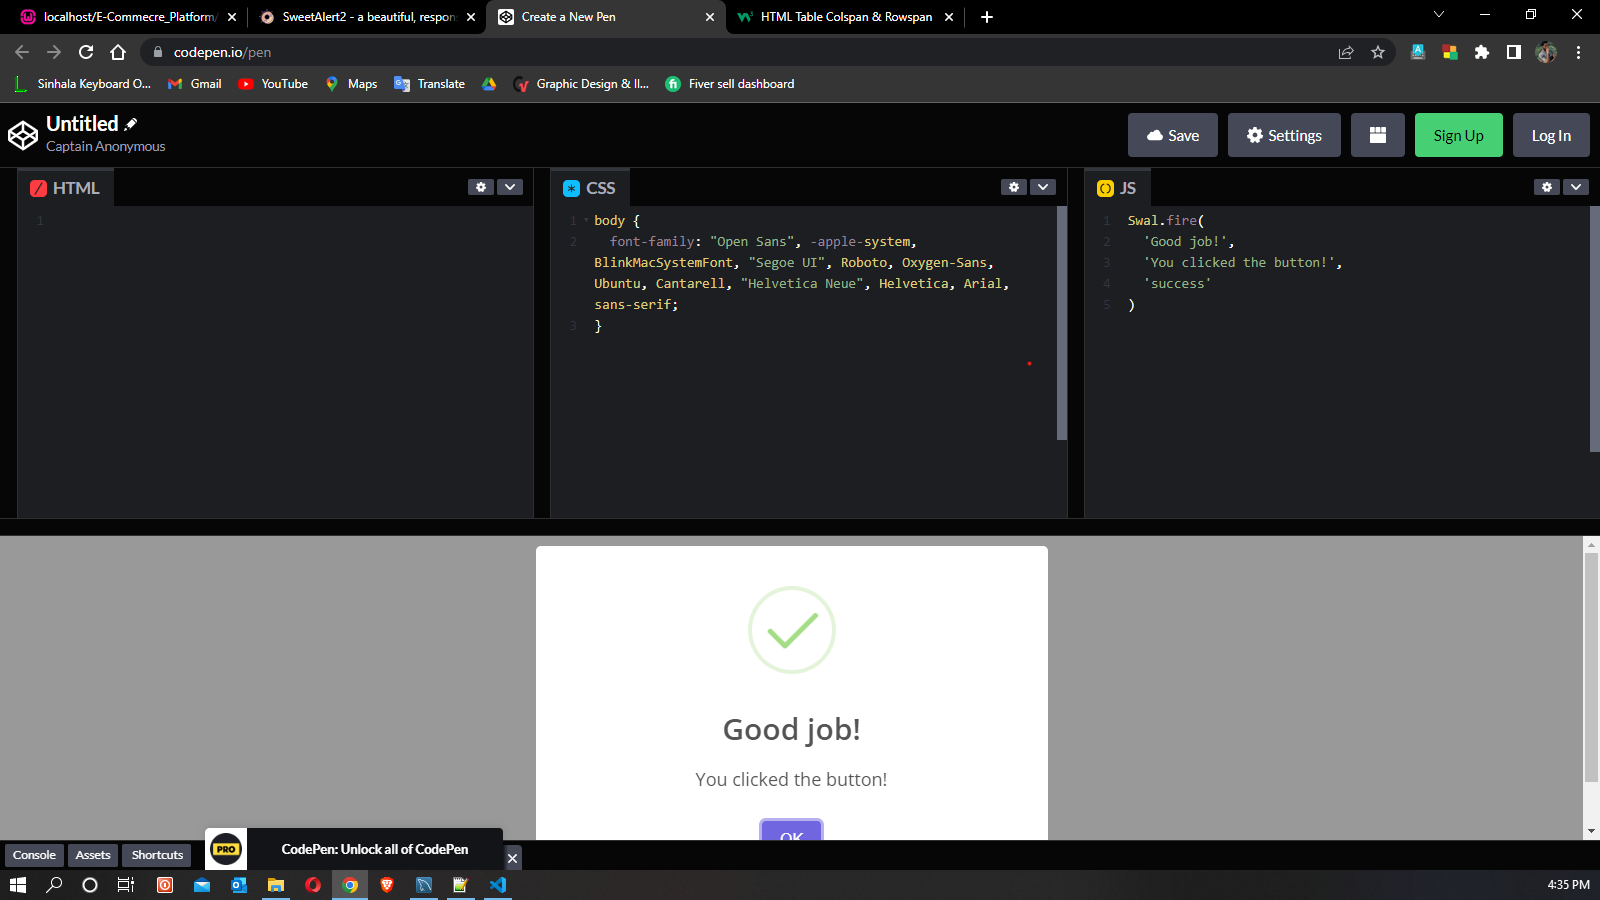 localhost/E-Commecre_Platform/
SweetAlert2 - a beautiful, respon
Create a New Pen
HTML Table Colspan & Rowspan
codepen.io/pen
Sinhala Keyboard O...
Gmail
YouTube
Maps
Translate
Graphic Design & Il...
Fiver sell dashboard
Untitled
Captain Anonymous
Save
Settings
Sign Up
Log In
HTML
1
CSS
1 body {
2 font-family: "Open Sans", -apple-system,
BlinkMacSystemFont, "Segoe UI", Roboto, Oxygen-Sans,
Ubuntu, Cantarell, "Helvetica Neue", Helvetica, Arial,
sans-serif;
3 }
JS
1 Swal.fire(
2 'Good job!',
3 'You clicked the button!',
4 'success'
5 )
Good job!
You clicked the button!
OK
Console
Assets
Shortcuts
PRO
CodePen: Unlock all of CodePen
4:35 PM